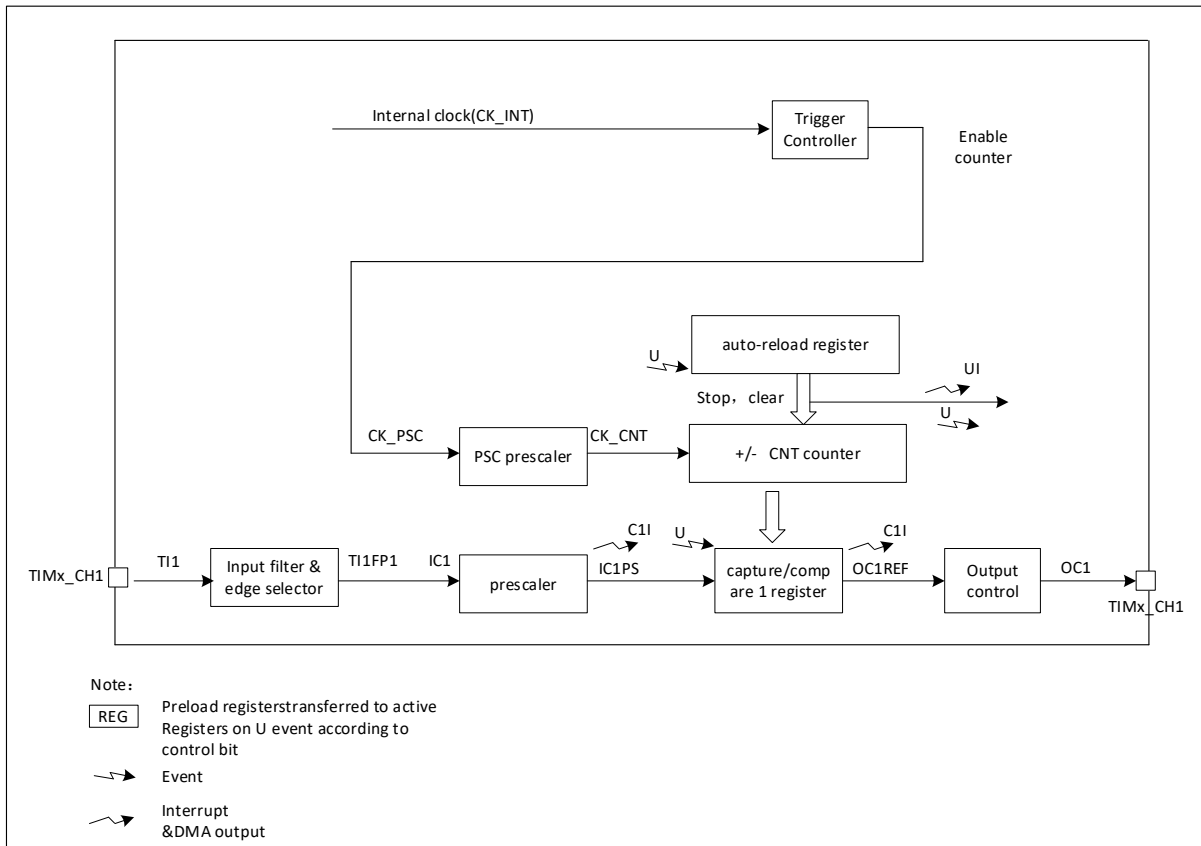 Internal clock(CK_INT)
Trigger
Controller
Enable
counter
auto-reload register
U
UI
Stop，clear
U
CK_PSC
CK_CNT
PSC prescaler
+/-   CNT counter
C1I
U
C1I
TIMx_CH1
TI1
Input filter &
edge selector
TI1FP1
IC1
prescaler
IC1PS
capture/comp
are 1 register
OC1REF
Output
control
OC1
TIMx_CH1
Note：
REG
Preload registerstransferred to active
Registers on U event according to
control bit
Event
Interrupt
&DMA output